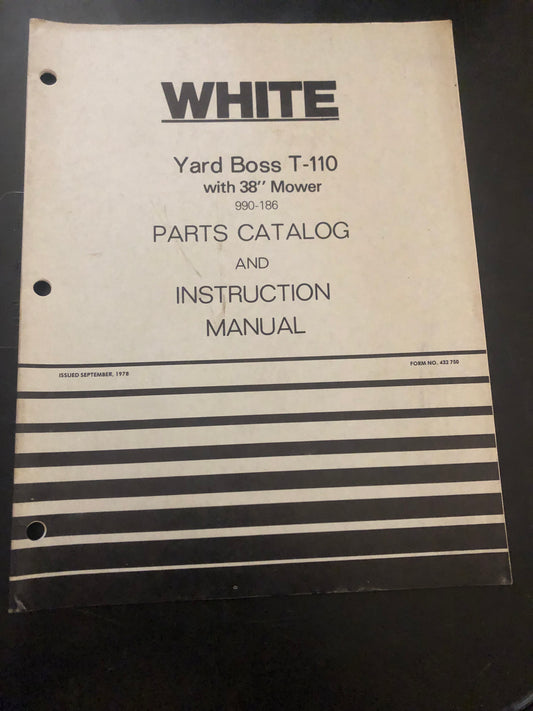 WHITE
Yard Boss T-110
with 38" Mower
990-186
PARTS CATALOG
AND
INSTRUCTION
MANUAL
ISSUED SEPTEMBER, 1978
FORM NO. 432 750